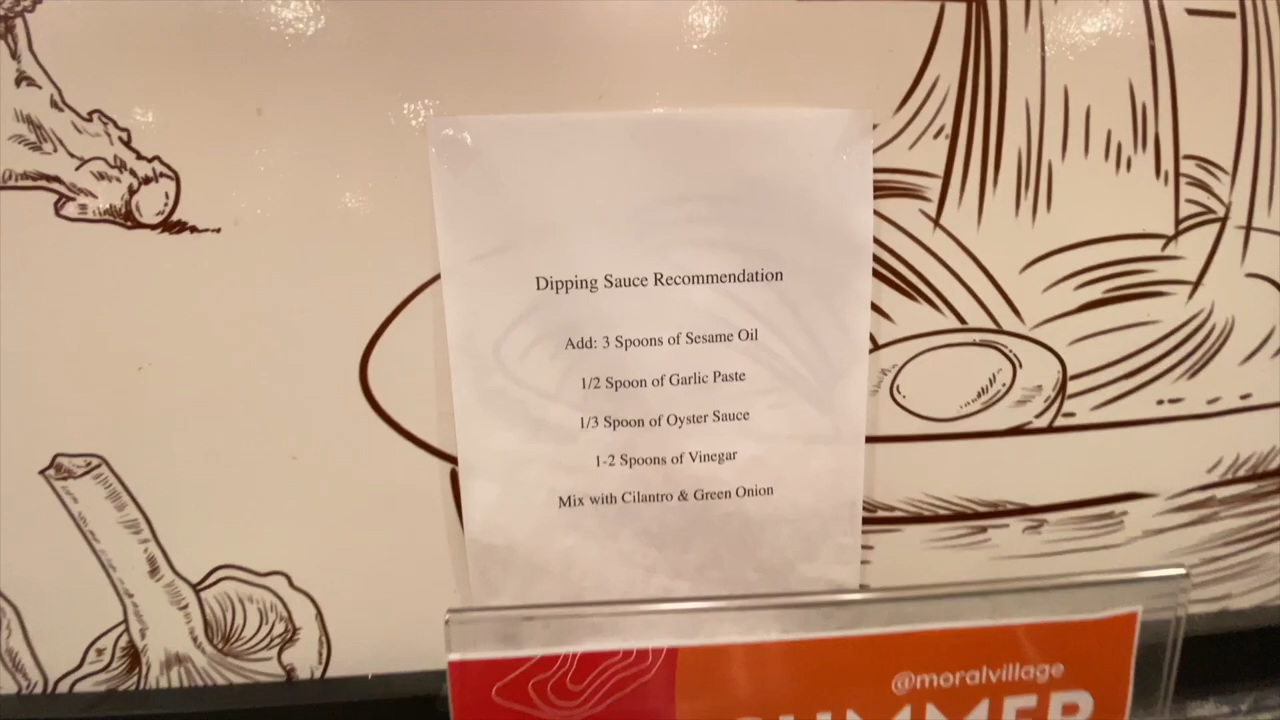 Dipping Sauce Recommendation
Add: 3 Spoons of Sesame Oil
1/2 Spoon of Garlic Paste
1/3 Spoon of Oyster Sauce
1-2 Spoons of Vinegar
Mix with Cilantro & Green Onion
@moralvillage
SUMMER